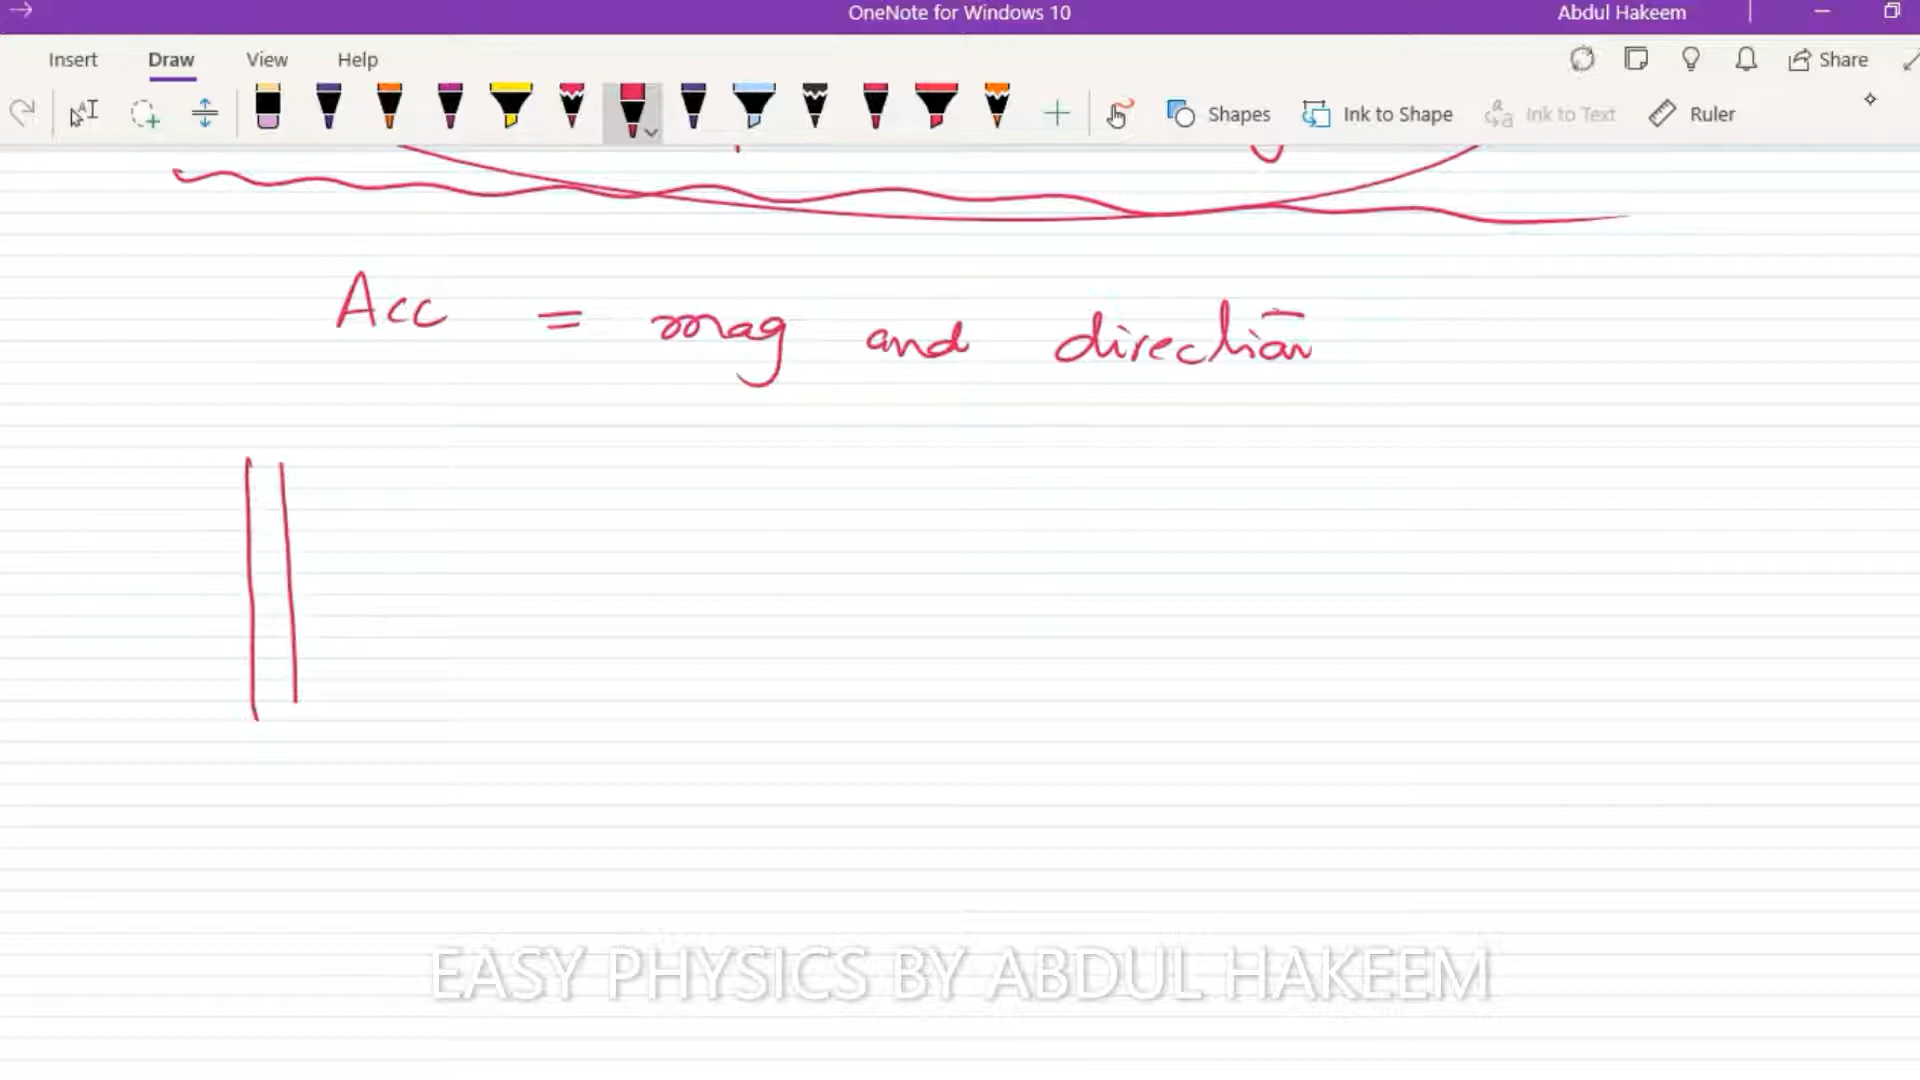 OneNote for Windows 10
Abdul Hakeem
Insert Draw View Help
Share
Shapes Ink to Shape Ink to Text Ruler
Acc = mag and direction
EASY PHYSICS BY ABDUL HAKEEM